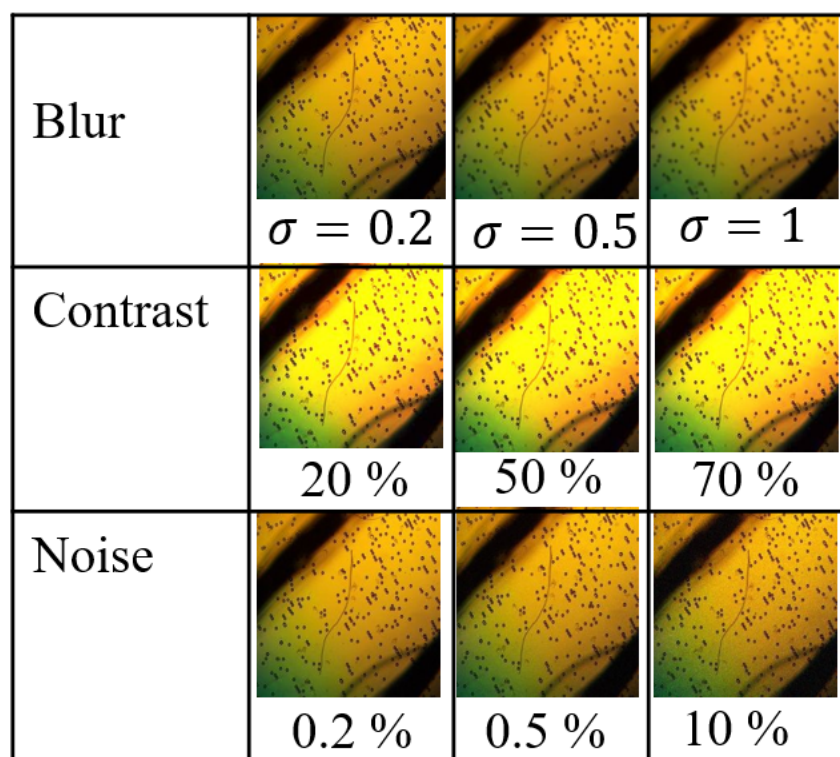 Blur
σ = 0.2
σ = 0.5
σ = 1
Contrast
20 %
50 %
70 %
Noise
0.2 %
0.5 %
10 %